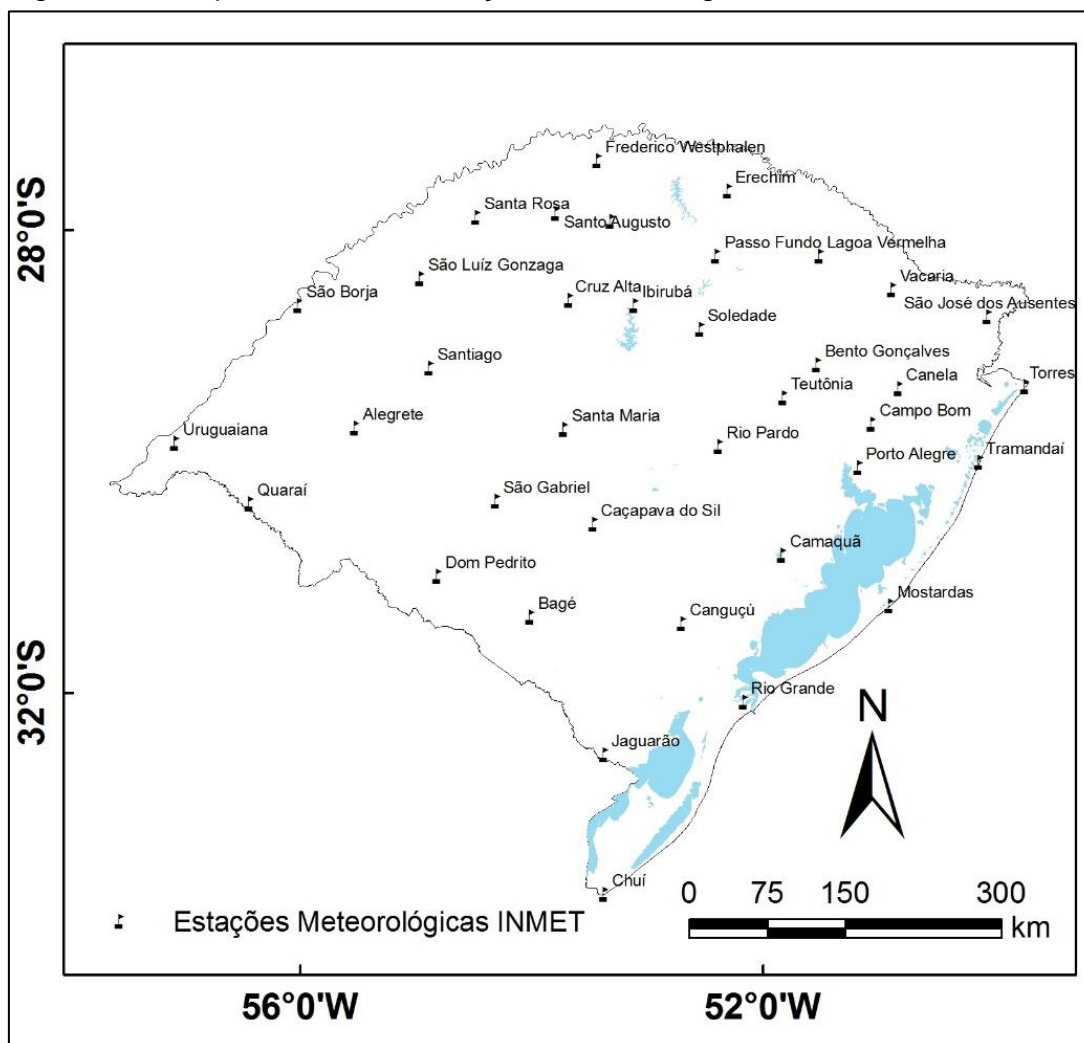 28°0'S
32°0'S
Frederico Westphalen
Erechim
Santa Rosa
Santo Augusto
Passo Fundo Lagoa Vermelha
São Luíz Gonzaga
Vacaria
São Borja
Cruz Alta Ibirubá
São José dos Ausentes
Soledade
Santiago
Bento Gonçalves
Canela
Torres
Teutônia
Alegrete
Santa Maria
Campo Bom
Uruguaiana
Rio Pardo
Porto Alegre
Tramandaí
Quaraí
São Gabriel
Caçapava do Sil
Camaquã
Dom Pedrito
Mostardas
Bagé
Canguçú
Rio Grande
N
Jaguarão
Chuí
0 75 150 300
km
Estações Meteorológicas INMET
56°0'W
52°0'W